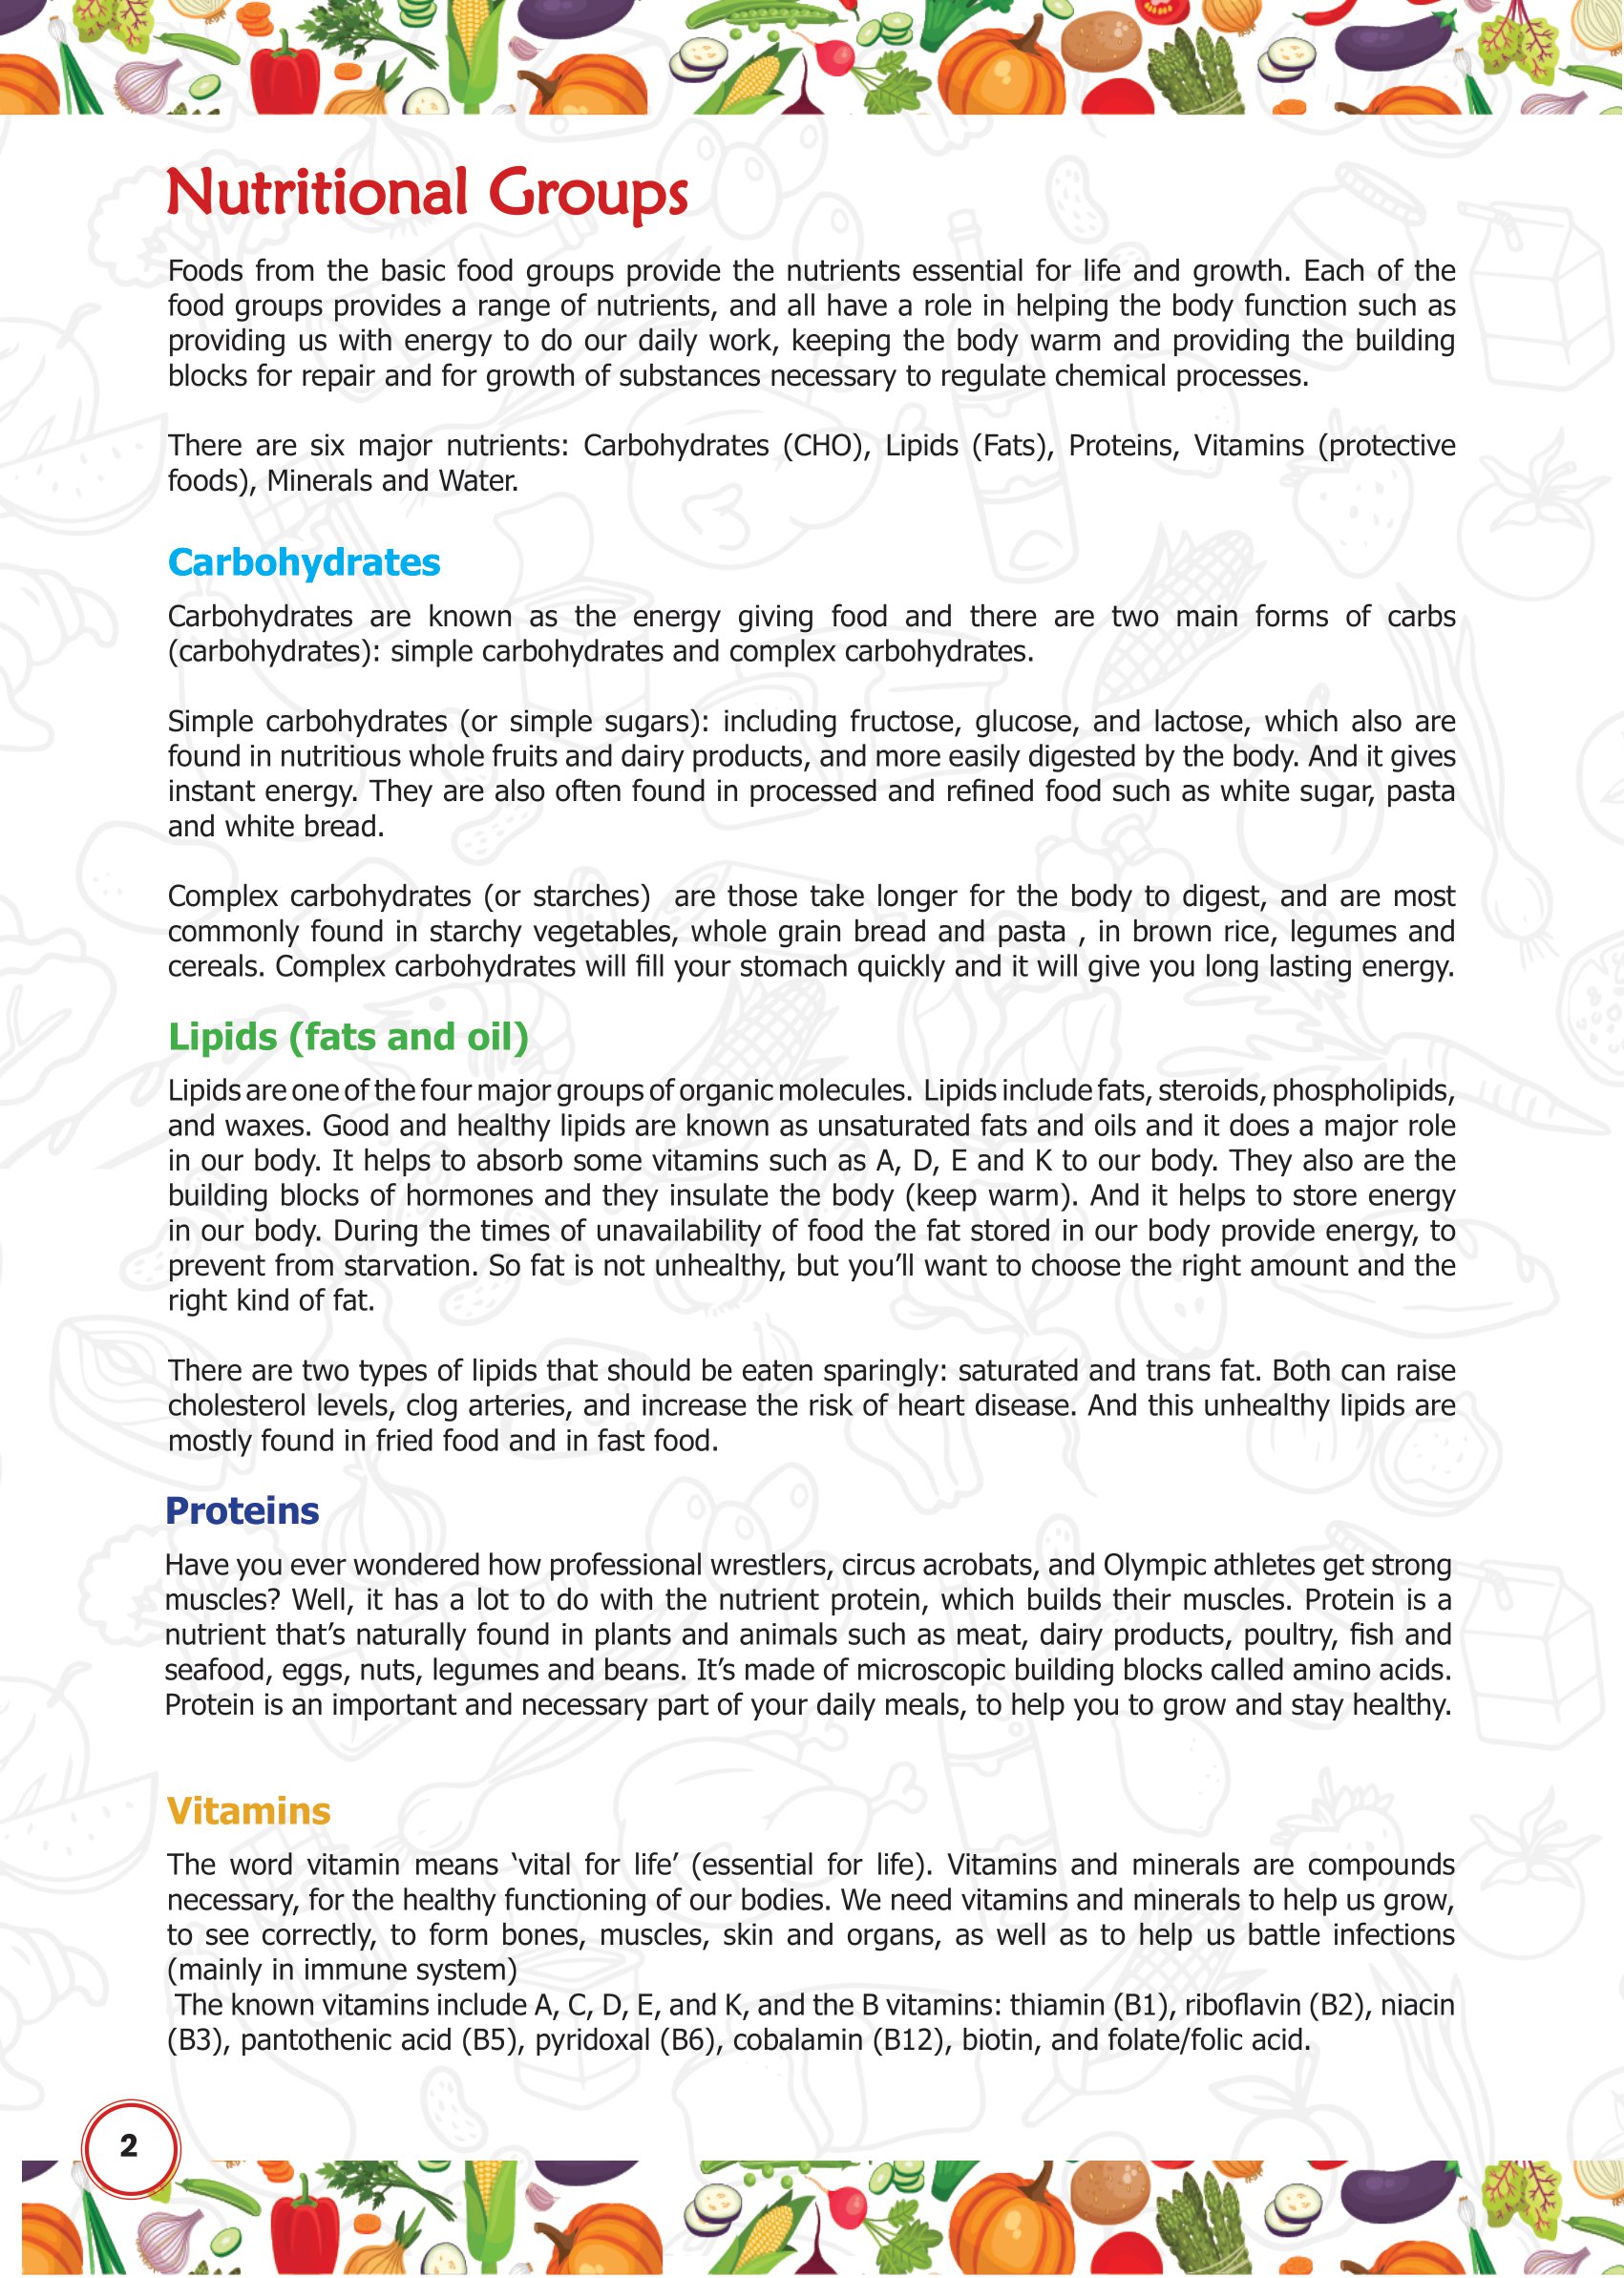 Nutritional Groups
Foods from the basic food groups provide the nutrients essential for life and growth. Each of the
food groups provides a range of nutrients, and all have a role in helping the body function such as
providing us with energy to do our daily work, keeping the body warm and providing the building
blocks for repair and for growth of substances necessary to regulate chemical processes.
There are six major nutrients: Carbohydrates (CHO), Lipids (Fats), Proteins, Vitamins (protective
foods), Minerals and Water.
Carbohydrates
Carbohydrates are known as the energy giving food and there are two main forms of carbs
(carbohydrates): simple carbohydrates and complex carbohydrates.
Simple carbohydrates (or simple sugars): including fructose, glucose, and lactose, which also are
found in nutritious whole fruits and dairy products, and more easily digested by the body. And it gives
instant energy. They are also often found in processed and refined food such as white sugar, pasta
and white bread.
Complex carbohydrates (or starches)  are those take longer for the body to digest, and are most
commonly found in starchy vegetables, whole grain bread and pasta , in brown rice, legumes and
cereals. Complex carbohydrates will fill your stomach quickly and it will give you long lasting energy.
Lipids (fats and oil)
Lipids are one of the four major groups of organic molecules.  Lipids include fats, steroids, phospholipids,
and waxes. Good and healthy lipids are known as unsaturated fats and oils and it does a major role
in our body. It helps to absorb some vitamins such as A, D, E and K to our body. They also are the
building blocks of hormones and they insulate the body (keep warm). And it helps to store energy
in our body. During the times of unavailability of food the fat stored in our body provide energy, to
prevent from starvation. So fat is not unhealthy, but you’ll want to choose the right amount and the
right kind of fat.
There are two types of lipids that should be eaten sparingly: saturated and trans fat. Both can raise
cholesterol levels, clog arteries, and increase the risk of heart disease. And this unhealthy lipids are
mostly found in fried food and in fast food.
Proteins
Have you ever wondered how professional wrestlers, circus acrobats, and Olympic athletes get strong
muscles? Well, it has a lot to do with the nutrient protein, which builds their muscles. Protein is a
nutrient that’s naturally found in plants and animals such as meat, dairy products, poultry, fish and
seafood, eggs, nuts, legumes and beans. It’s made of microscopic building blocks called amino acids.
Protein is an important and necessary part of your daily meals, to help you to grow and stay healthy.
Vitamins
The word vitamin means ‘vital for life’ (essential for life). Vitamins and minerals are compounds
necessary, for the healthy functioning of our bodies. We need vitamins and minerals to help us grow,
to see correctly, to form bones, muscles, skin and organs, as well as to help us battle infections
(mainly in immune system)
The known vitamins include A, C, D, E, and K, and the B vitamins: thiamin (B1), riboflavin (B2), niacin
(B3), pantothenic acid (B5), pyridoxal (B6), cobalamin (B12), biotin, and folate/folic acid.
2